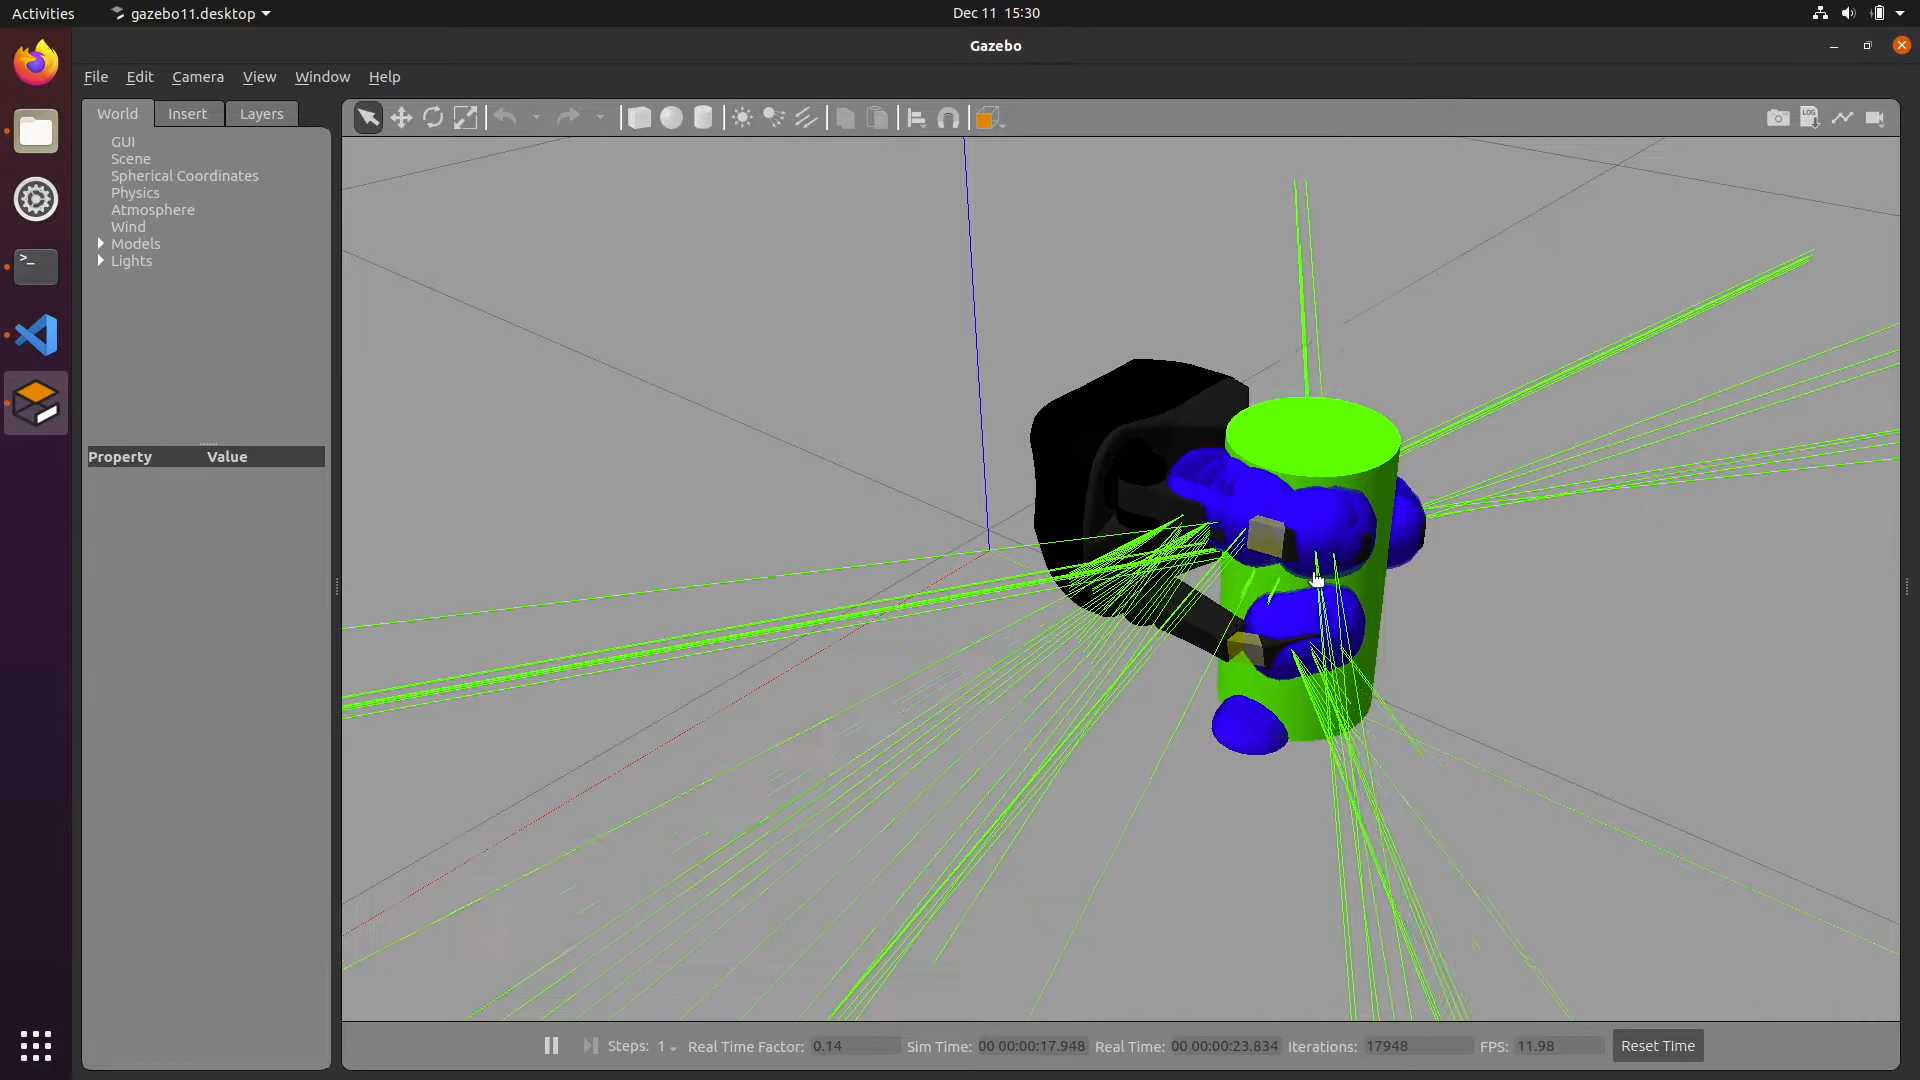 Activities gazebo11.desktop Dec 11 15:30
Gazebo
File Edit Camera View Window Help
World Insert Layers
GUI
Scene
Spherical Coordinates
Physics
Atmosphere
Wind
Models
Lights
LOG
Property Value
Steps: 1 Real Time Factor: 0.14 Sim Time: 00 00:00:17.948 Real Time: 00 00:00:23.834 Iterations: 17948 FPS: 11.98 Reset Time